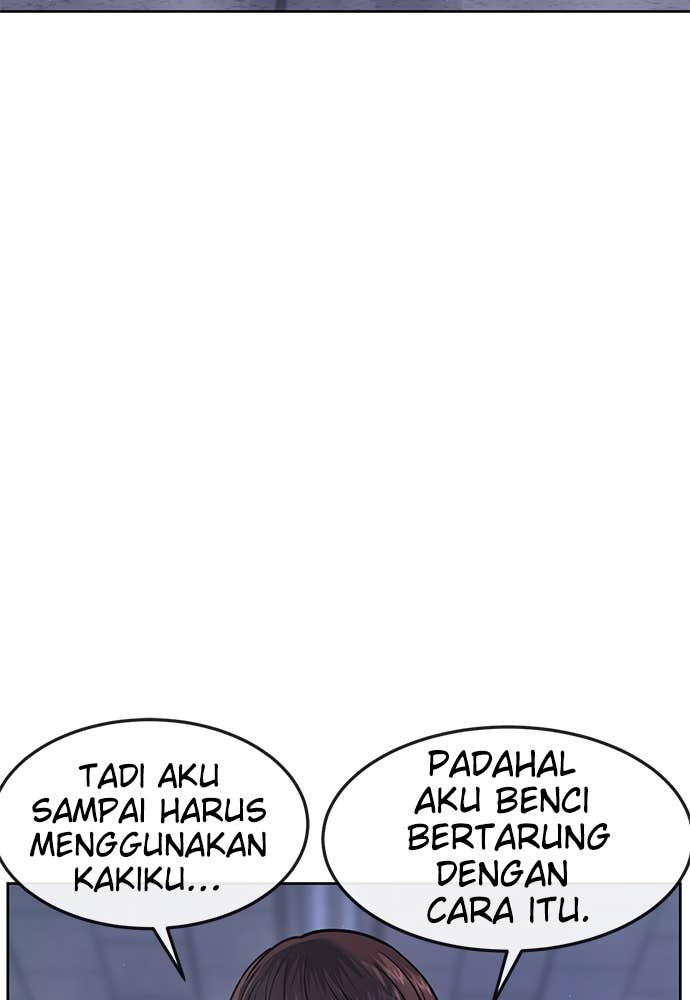 TADI AKU
SAMPAI HARUS
MENGGUNAKAN
KAKIKU...
PADAHAL
AKU BENCI
BERTARUNG
DENGAN
CARA ITU.